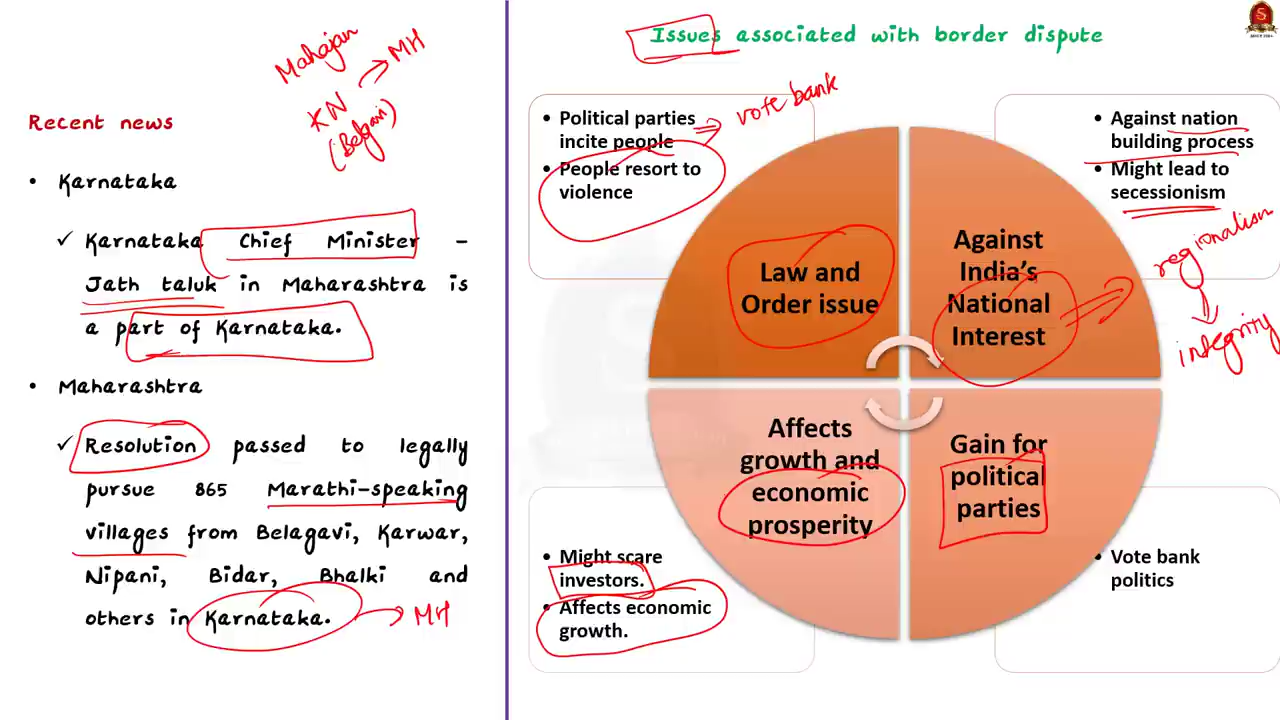 Mahajan
KN → MH
(Belgavi)
Recent news
• Karnataka
✓ Karnataka Chief Minister –
Jath taluk in Maharashtra is
a part of Karnataka.
• Maharashtra
✓ Resolution passed to legally
pursue 865 Marathi-speaking
villages from Belagavi, Karwar,
Nipani, Bidar, Bhalki and
others in Karnataka.
→ MH
Issues associated with border dispute
• Political parties
incite people
⇒ vote bank
• People resort to
violence
Law and
Order issue
• Against nation
building process
• Might lead to
secessionism
Against
India's
National
Interest
regionalism
integrity
Affects
growth and
economic
prosperity
• Might scare
investors.
• Affects economic
growth.
Gain for
political
parties
• Vote bank
politics
S